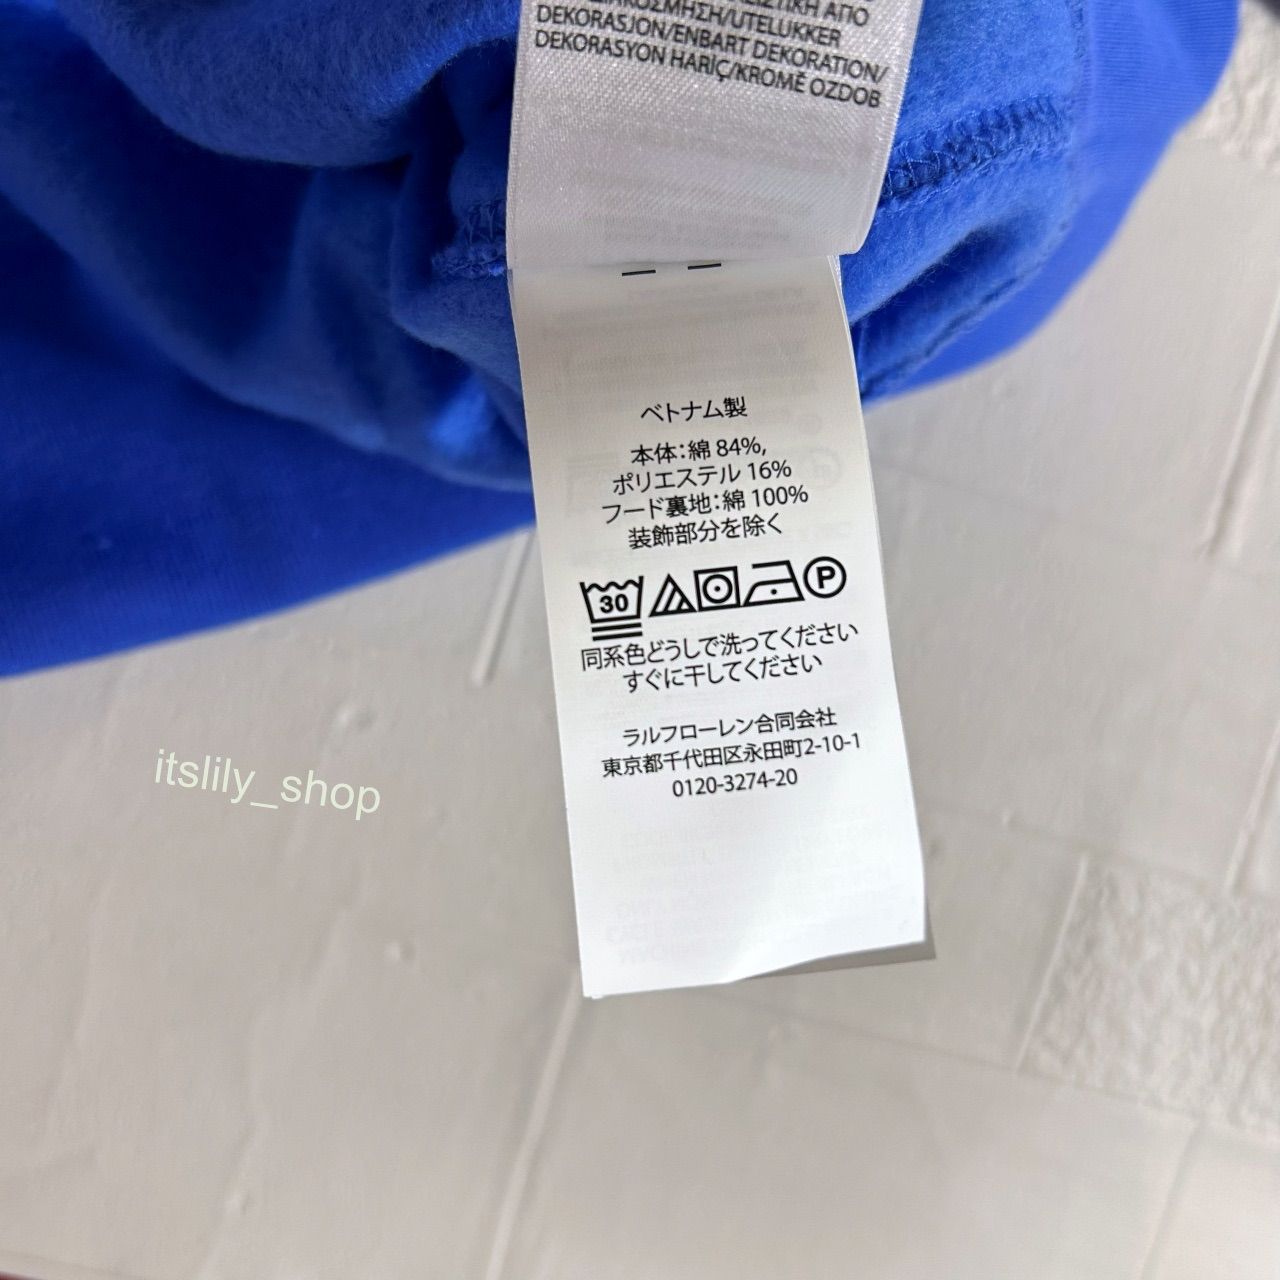 DEKORASJON/ENBART DEKORATION/
DEKORASYON HARİÇ/KROMĚ OZDOB
ベトナム製
本体：綿 84%,
ポリエステル 16%
フード裏地：綿 100%
装飾部分を除く
30 P
同系色どうしで洗ってください
すぐに干してください
ラルフローレン合同会社
東京都千代田区永田町2-10-1
0120-3274-20
itslily_shop